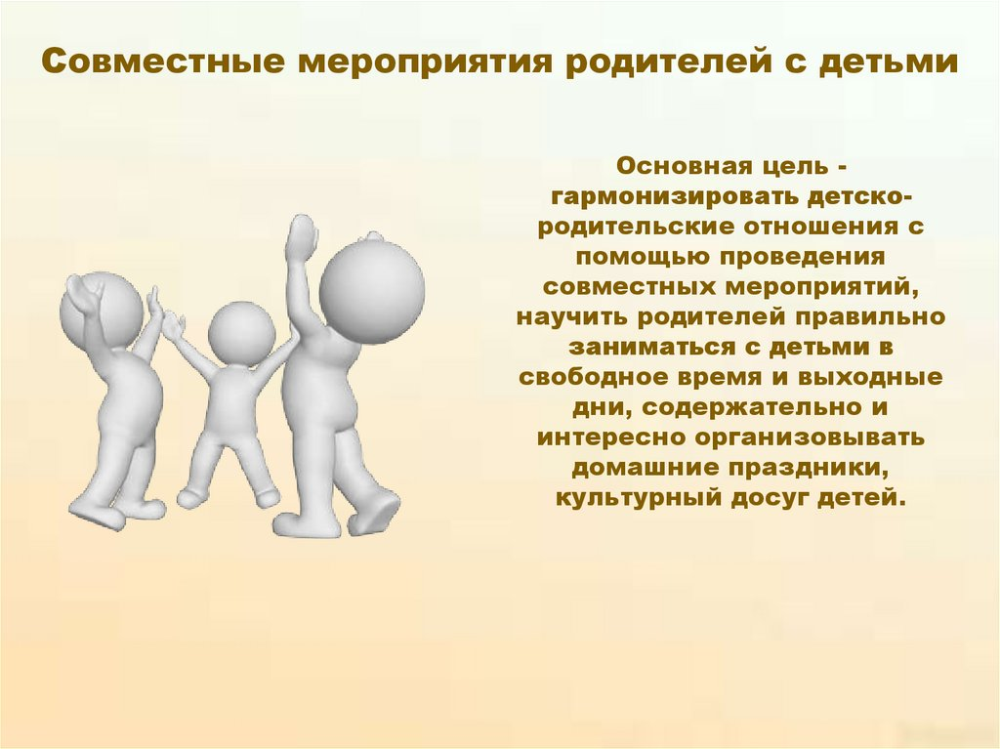 Совместные мероприятия родителей с детьми
Основная цель -
гармонизировать детско-
родительские отношения с
помощью проведения
совместных мероприятий,
научить родителей правильно
заниматься с детьми в
свободное время и выходные
дни, содержательно и
интересно организовывать
домашние праздники,
культурный досуг детей.